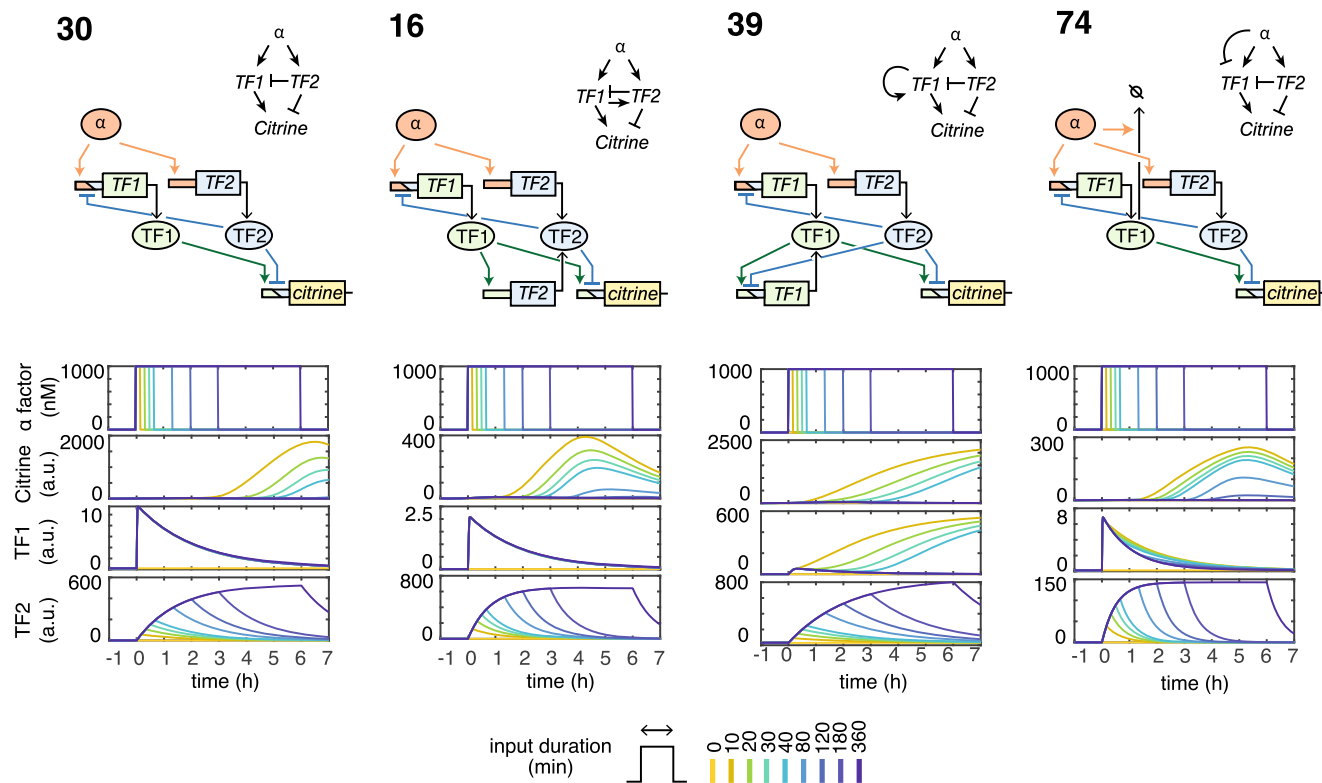 30
16
39
74
α
TF1
TF2
Citrine
α
TF1
TF2
Citrine
α
TF1
TF2
Citrine
α
TF1
TF2
Citrine
α
TF1
TF2
TF1
TF2
citrine
α
TF1
TF2
TF1
TF2
TF2
citrine
α
TF1
TF2
TF1
TF2
TF1
citrine
α
ø
TF1
TF2
TF1
TF2
citrine
α factor
(nM)
1000
0
1000
0
1000
0
1000
0
Citrine
(a.u.)
2000
0
400
0
2500
0
300
0
TF1
(a.u.)
10
0
2.5
0
600
0
8
0
TF2
(a.u.)
600
0
800
0
800
0
150
0
-1 0 1 2 3 4 5 6 7
-1 0 1 2 3 4 5 6 7
-1 0 1 2 3 4 5 6 7
-1 0 1 2 3 4 5 6 7
time (h)
time (h)
time (h)
time (h)
input duration
(min)
0
10
20
30
40
80
120
180
360